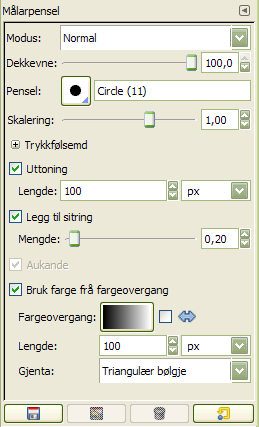 Målarpensel
Modus: Normal
Dekkevne: 100,0
Pensel: Circle (11)
Skalering: 1,00
Trykkfølsemd
Uttoning
Lengde: 100 px
Legg til sitring
Mengde: 0,20
Aukande
Bruk farge frå fargeovergang
Fargeovergang:
Lengde: 100 px
Gjenta: Triangulær bølgje